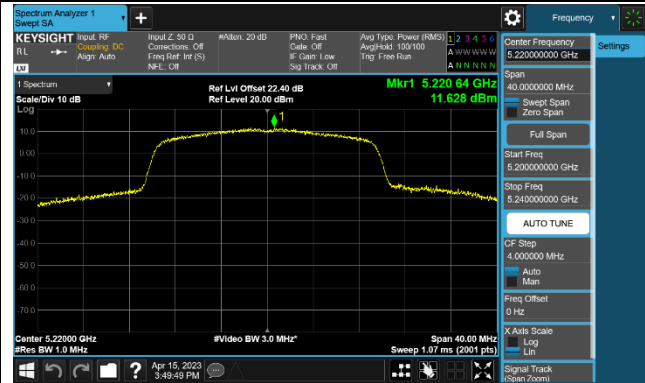 Spectrum Analyzer 1
Swept SA
+
Frequency
KEYSIGHT
RL
LXI
Input: RF
Coupling: DC
Align: Auto
Input Z: 50 Ω
Corrections: Off
Freq Ref: Int (S)
NFE: Off
#Atten: 20 dB
PNO: Fast
Gate: Off
IF Gain: Low
Sig Track: Off
Avg Type: Power (RMS)
Avg|Hold: 100/100
Trig: Free Run
1 2 3 4 5 6
A W W W W W
A N N N N N
1 Spectrum
Scale/Div 10 dB
Log
Ref Lvl Offset 22.40 dB
Ref Level 20.00 dBm
Mkr1 5.220 64 GHz
11.628 dBm
1
10.0
0.00
-10.0
-20.0
-30.0
-40.0
-50.0
-60.0
-70.0
Center 5.22000 GHz
#Res BW 1.0 MHz
#Video BW 3.0 MHz*
Span 40.00 MHz
Sweep 1.07 ms (2001 pts)
Center Frequency
5.220000000 GHz
Settings
Span
40.0000000 MHz
Swept Span
Zero Span
Full Span
Start Freq
5.200000000 GHz
Stop Freq
5.240000000 GHz
AUTO TUNE
CF Step
4.000000 MHz
Auto
Man
Freq Offset
0 Hz
X Axis Scale
Log
Lin
Signal Track
(Span Zoom)
?
Apr 15, 2023
3:49:49 PM